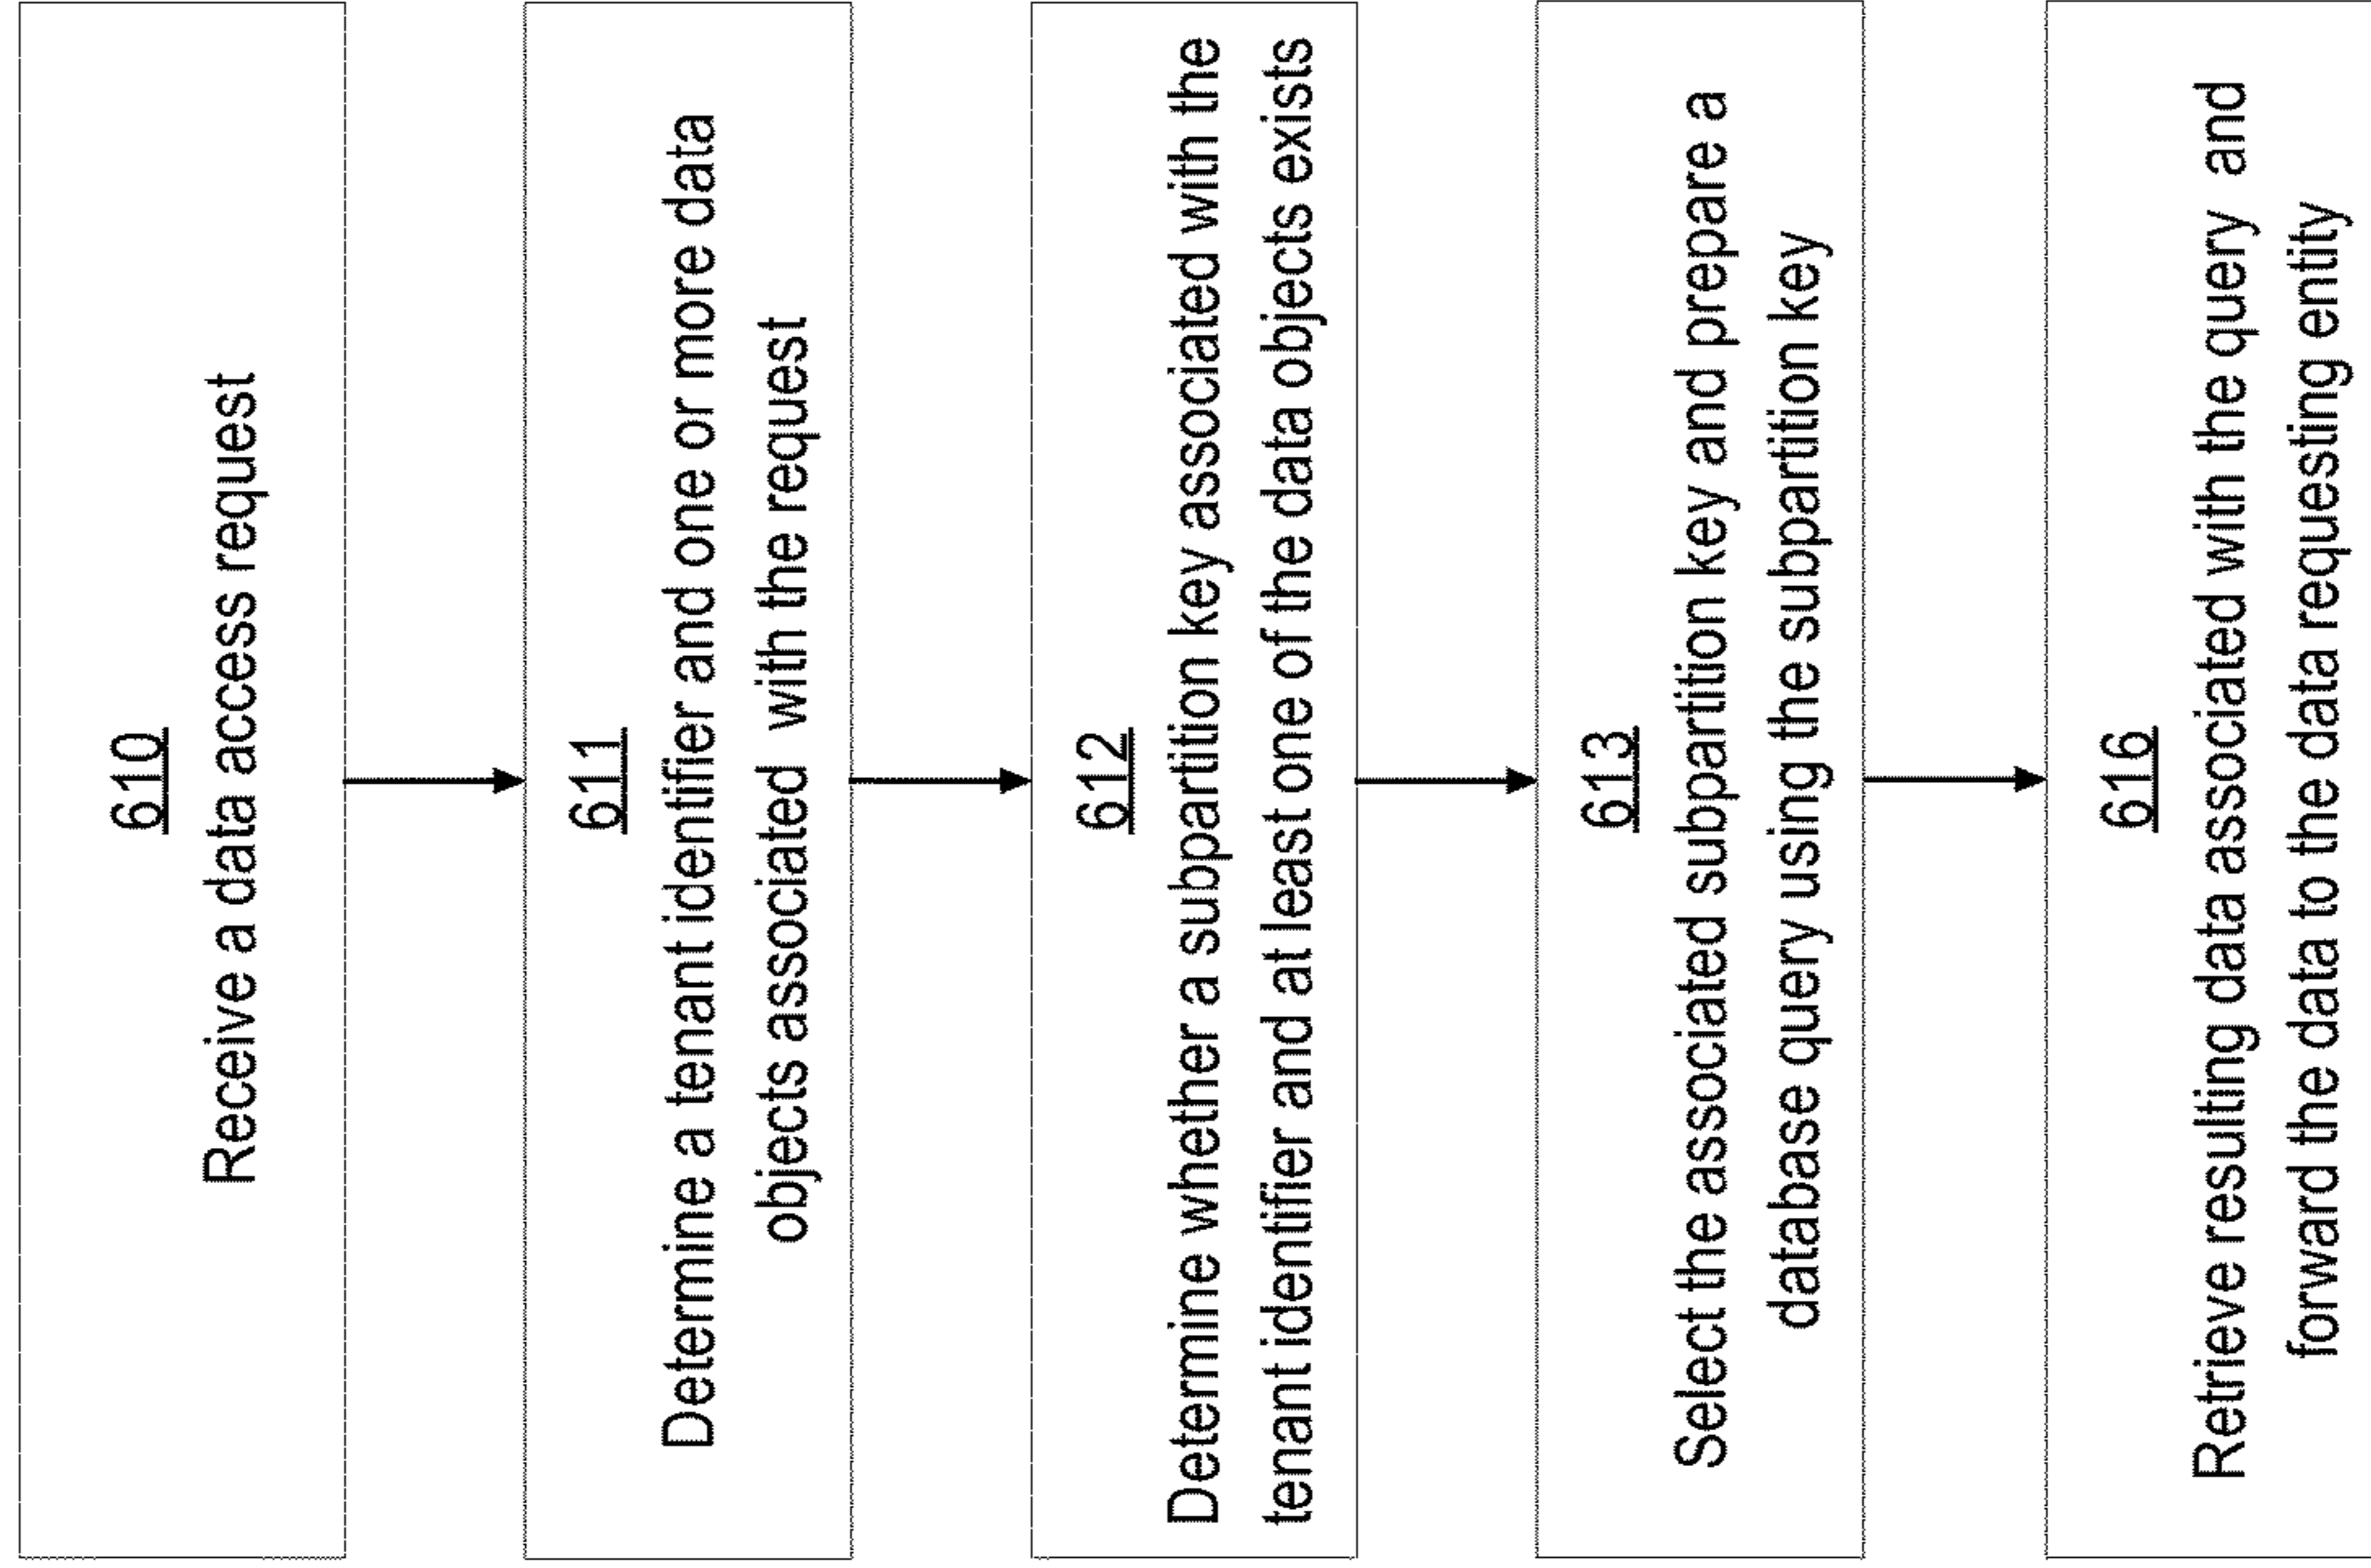 610
Receive a data access request
611
Determine a tenant identifier and one or more data
objects associated with the request
612
Determine whether a subpartition key associated with the
tenant identifier and at least one of the data objects exists
613
Select the associated subpartition key and prepare a
database query using the subpartition key
616
Retrieve resulting data associated with the query and
forward the data to the data requesting entity